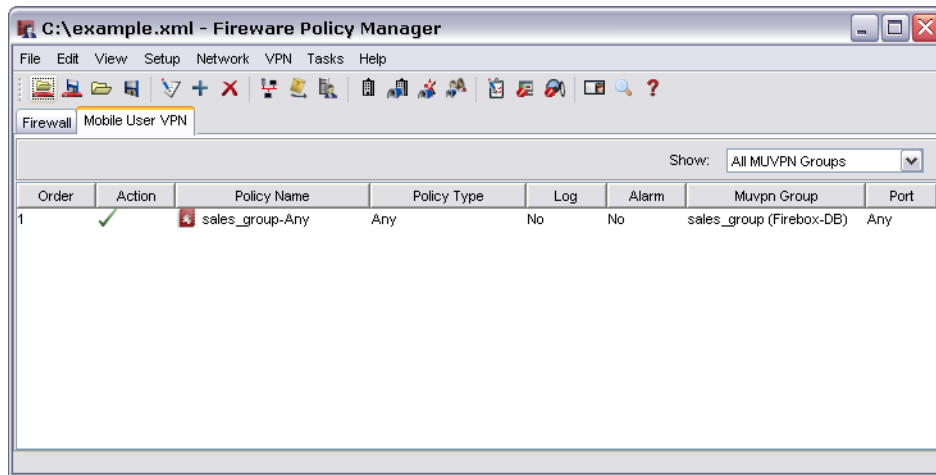 C:\example.xml - Fireware Policy Manager
File Edit View Setup Network VPN Tasks Help
Firewall Mobile User VPN
Show: All MUVPN Groups
Order Action Policy Name Policy Type Log Alarm Muvpn Group Port
1 sales_group-Any Any No No sales_group (Firebox-DB) Any